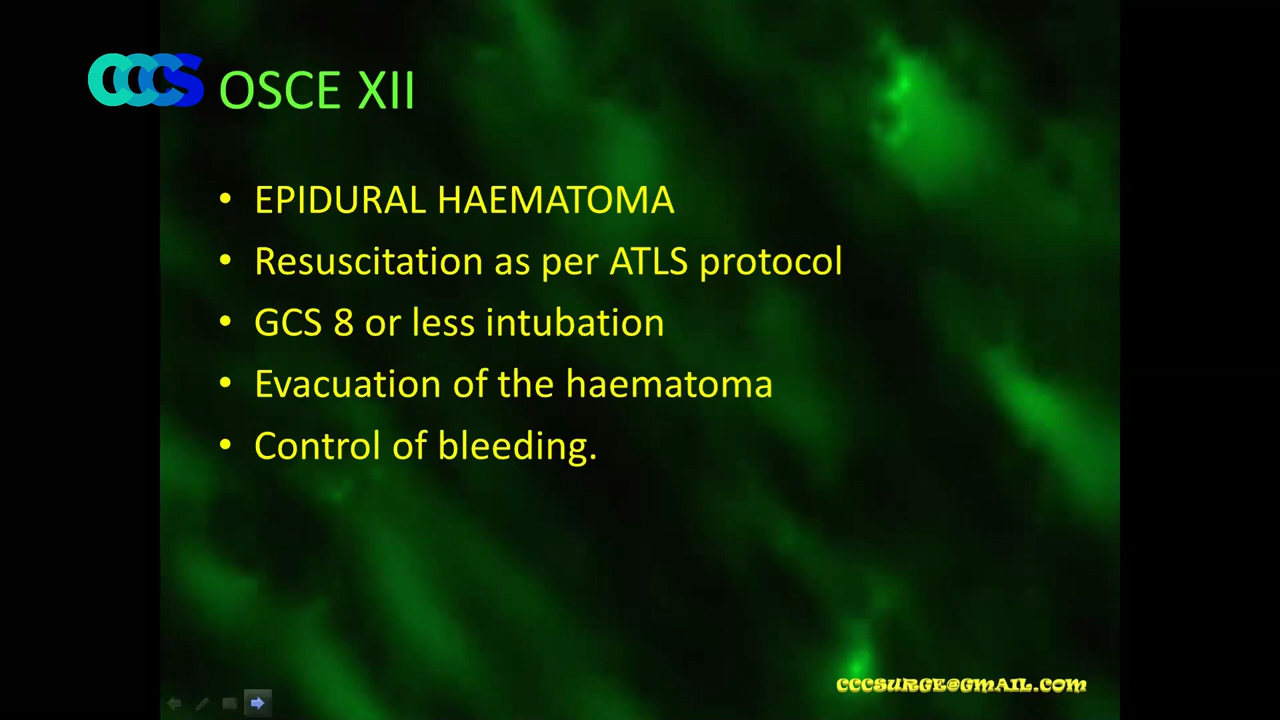 CCCS OSCE XII
• EPIDURAL HAEMATOMA
• Resuscitation as per ATLS protocol
• GCS 8 or less intubation
• Evacuation of the haematoma
• Control of bleeding.
CCCSURGE@GMAIL.COM